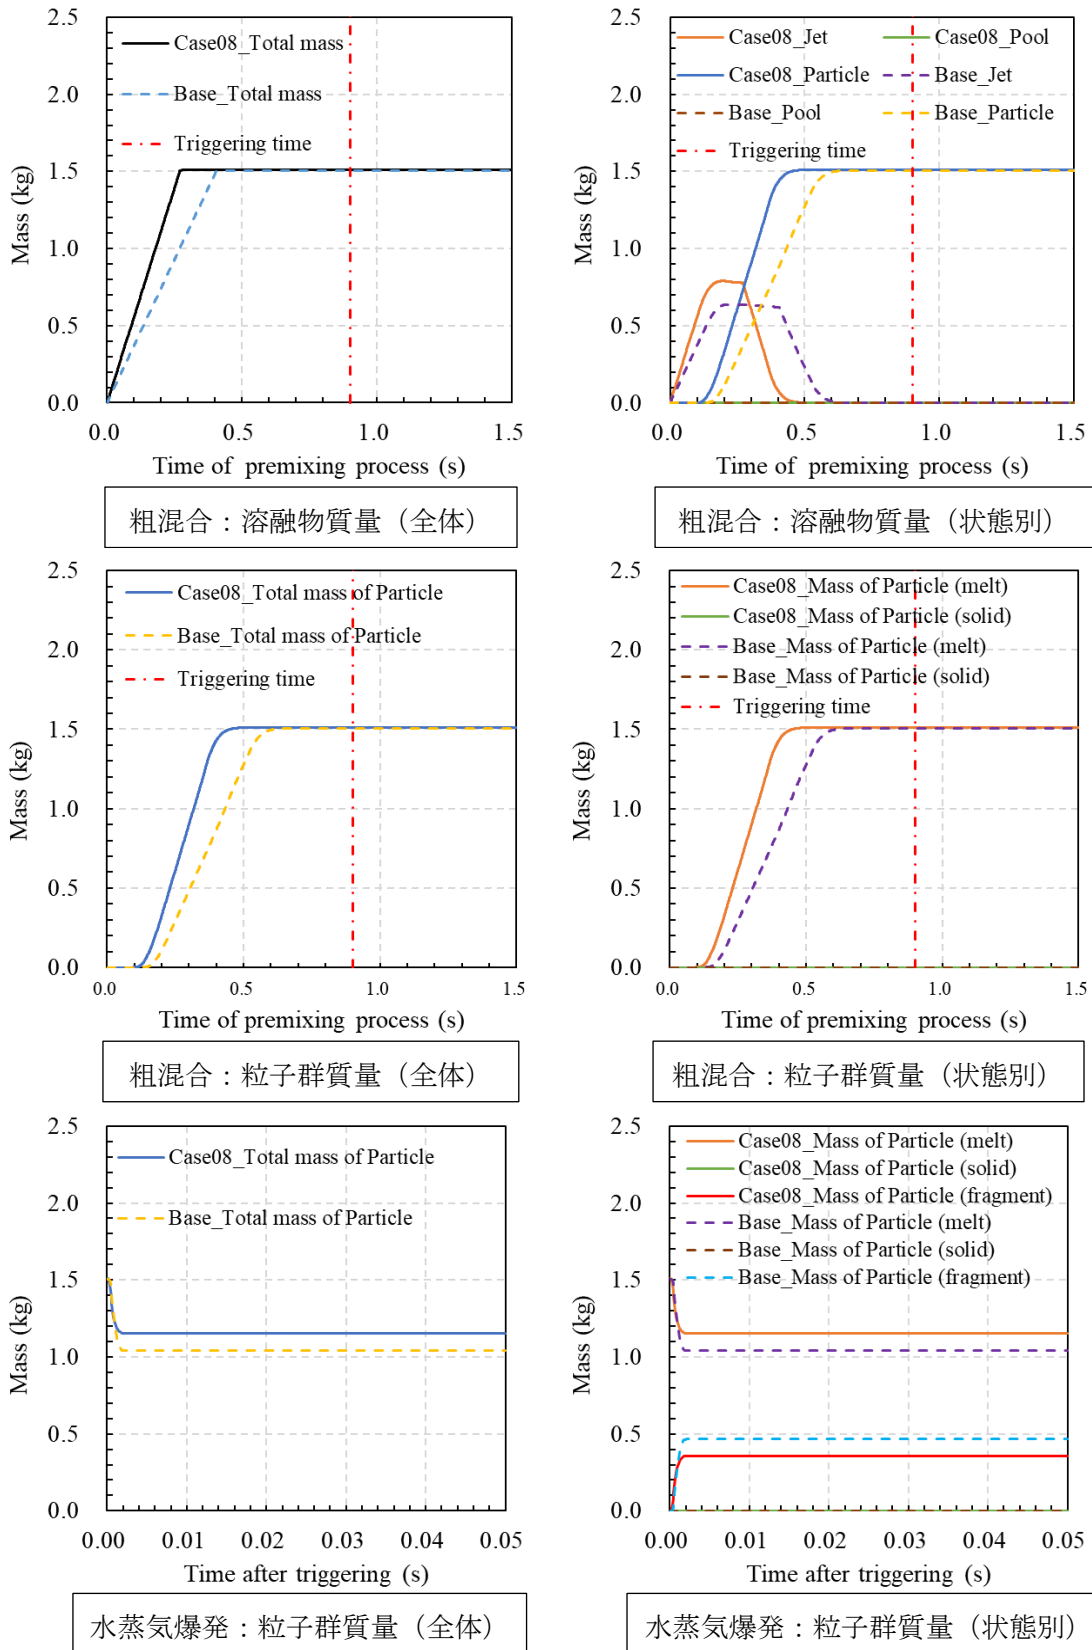 2.5
2.0
1.5
1.0
0.5
0.0
Mass (kg)
Case08_Total mass
Base_Total mass
Triggering time
0.0 0.5 1.0 1.5
Time of premixing process (s)
粗混合：溶融物質量（全体）
2.5
2.0
1.5
1.0
0.5
0.0
Mass (kg)
Case08_Jet Case08_Pool
Case08_Particle Base_Jet
Base_Pool Base_Particle
Triggering time
0.0 0.5 1.0 1.5
Time of premixing process (s)
粗混合：溶融物質量（状態別）
2.5
2.0
1.5
1.0
0.5
0.0
Mass (kg)
Case08_Total mass of Particle
Base_Total mass of Particle
Triggering time
0.0 0.5 1.0 1.5
Time of premixing process (s)
粗混合：粒子群質量（全体）
2.5
2.0
1.5
1.0
0.5
0.0
Mass (kg)
Case08_Mass of Particle (melt)
Case08_Mass of Particle (solid)
Base_Mass of Particle (melt)
Base_Mass of Particle (solid)
Triggering time
0.0 0.5 1.0 1.5
Time of premixing process (s)
粗混合：粒子群質量（状態別）
2.5
2.0
1.5
1.0
0.5
0.0
Mass (kg)
Case08_Total mass of Particle
Base_Total mass of Particle
0.00 0.01 0.02 0.03 0.04 0.05
Time after triggering (s)
水蒸気爆発：粒子群質量（全体）
2.5
2.0
1.5
1.0
0.5
0.0
Mass (kg)
Case08_Mass of Particle (melt)
Case08_Mass of Particle (solid)
Case08_Mass of Particle (fragment)
Base_Mass of Particle (melt)
Base_Mass of Particle (solid)
Base_Mass of Particle (fragment)
0.00 0.01 0.02 0.03 0.04 0.05
Time after triggering (s)
水蒸気爆発：粒子群質量（状態別）